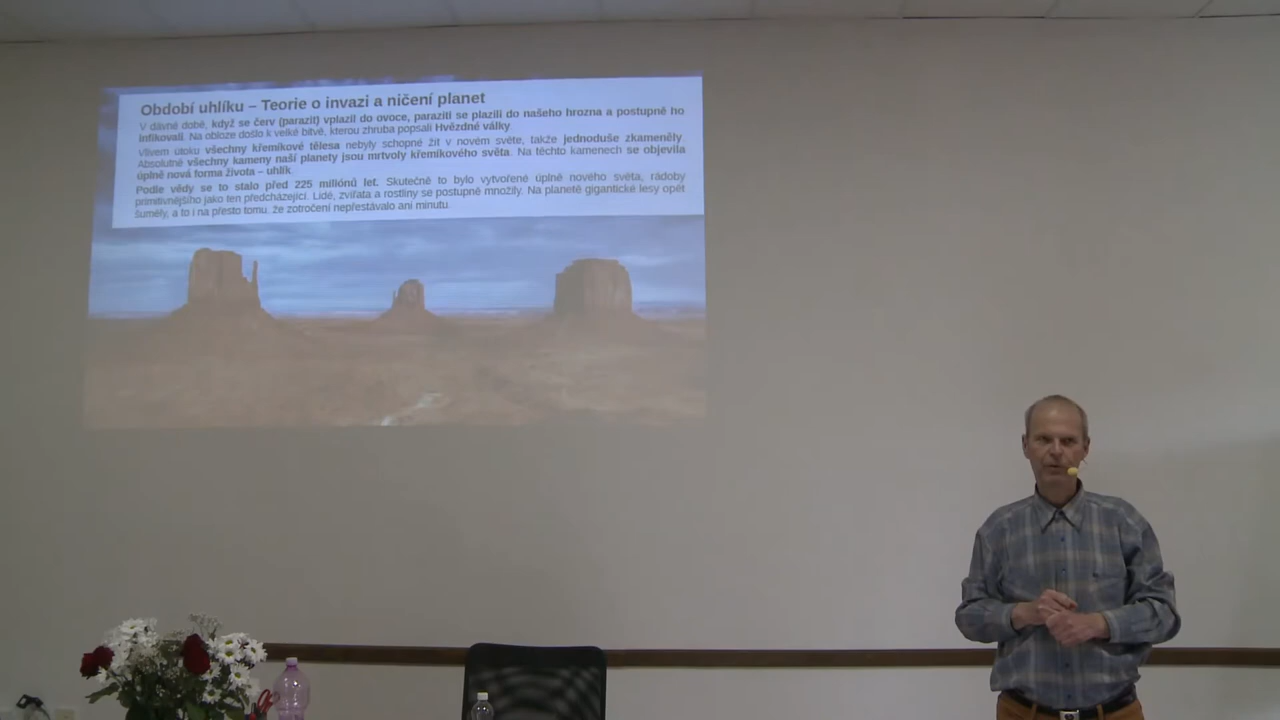 Období uhlíku – Teorie o invazi a ničení planet
V dávné době, když se červ (parazit) vplazil do ovoce, paraziti se plazili do našeho hrozna a postupně ho
infikovali. Na obloze došlo k velké bitvě, kterou zhruba popsali Hvězdné války.
Vlivem útoku všechny křemíkové tělesa nebyly schopné žít v novém světe, takže jednoduše zkameněly.
Absolutně všechny kameny naší planety jsou mrtvoly křemíkového světa. Na těchto kamenech se objevila
úplně nová forma života – uhlík.
Podle vědy se to stalo před 225 miliónů let. Skutečně to bylo vytvořené úplně nového světa, rádoby
primitivnějšího jako ten předcházející. Lidé, zvířata a rostliny se postupně množily. Na planetě gigantické lesy opět
šuměly, a to i na přesto tomu, že zotročení nepřestávalo ani minutu.